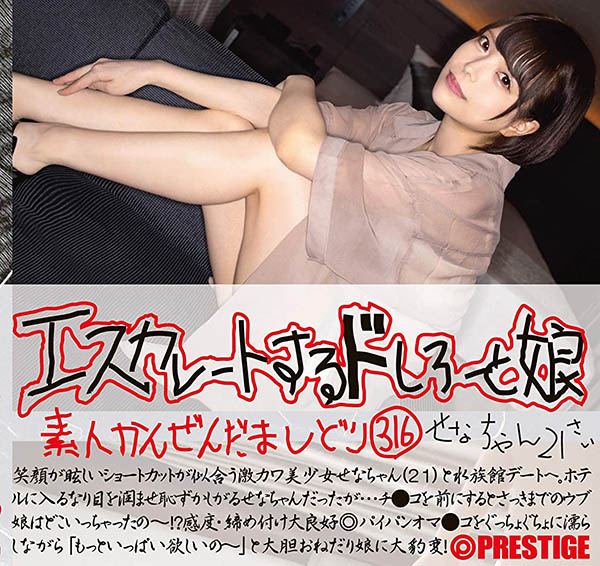 エスカレートするドしろーと娘
素人かんぜんだましどり 316 せなちゃん 21さい
笑顔が眩しいショートカットが似合う激カワ美少女せなちゃん(21)と水族館デートへ。ホテ
ルに入るなり目を潤ませ恥ずかしがるせなちゃんだったが…チ●コを前にするとさっきまでのウブ
娘はどこいっちゃったの〜!?感度・締め付け大良好◎パイパンオマ●コをぐっちょぐちょに濡ら
しながら「もっといっぱい欲しいの〜」と大胆おねだり娘に大豹変!
PRESTIGE